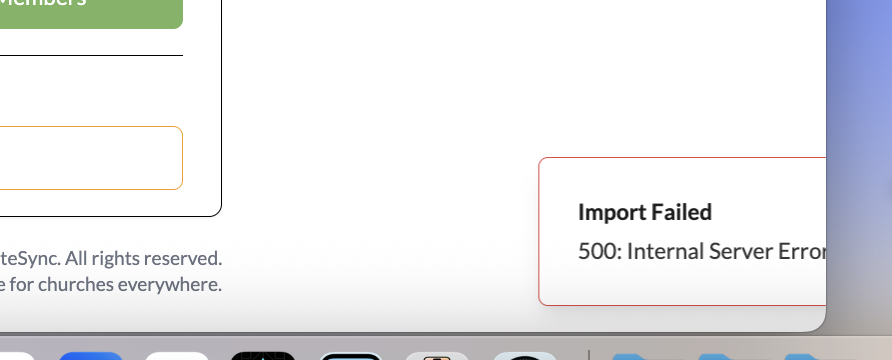 Members
teSync. All rights reserved.
e for churches everywhere.
Import Failed
500: Internal Server Error